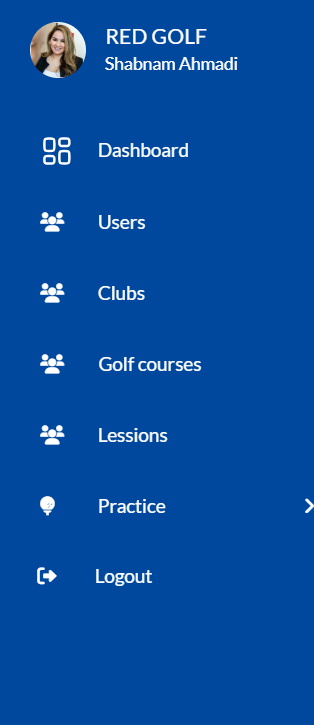 RED GOLF
Shabnam Ahmadi
Dashboard
Users
Clubs
Golf courses
Lessions
Practice
Logout